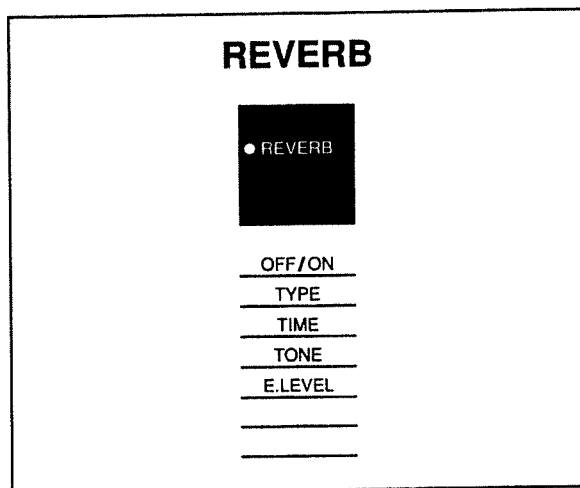 REVERB
REVERB
OFF/ON
TYPE
TIME
TONE
E.LEVEL